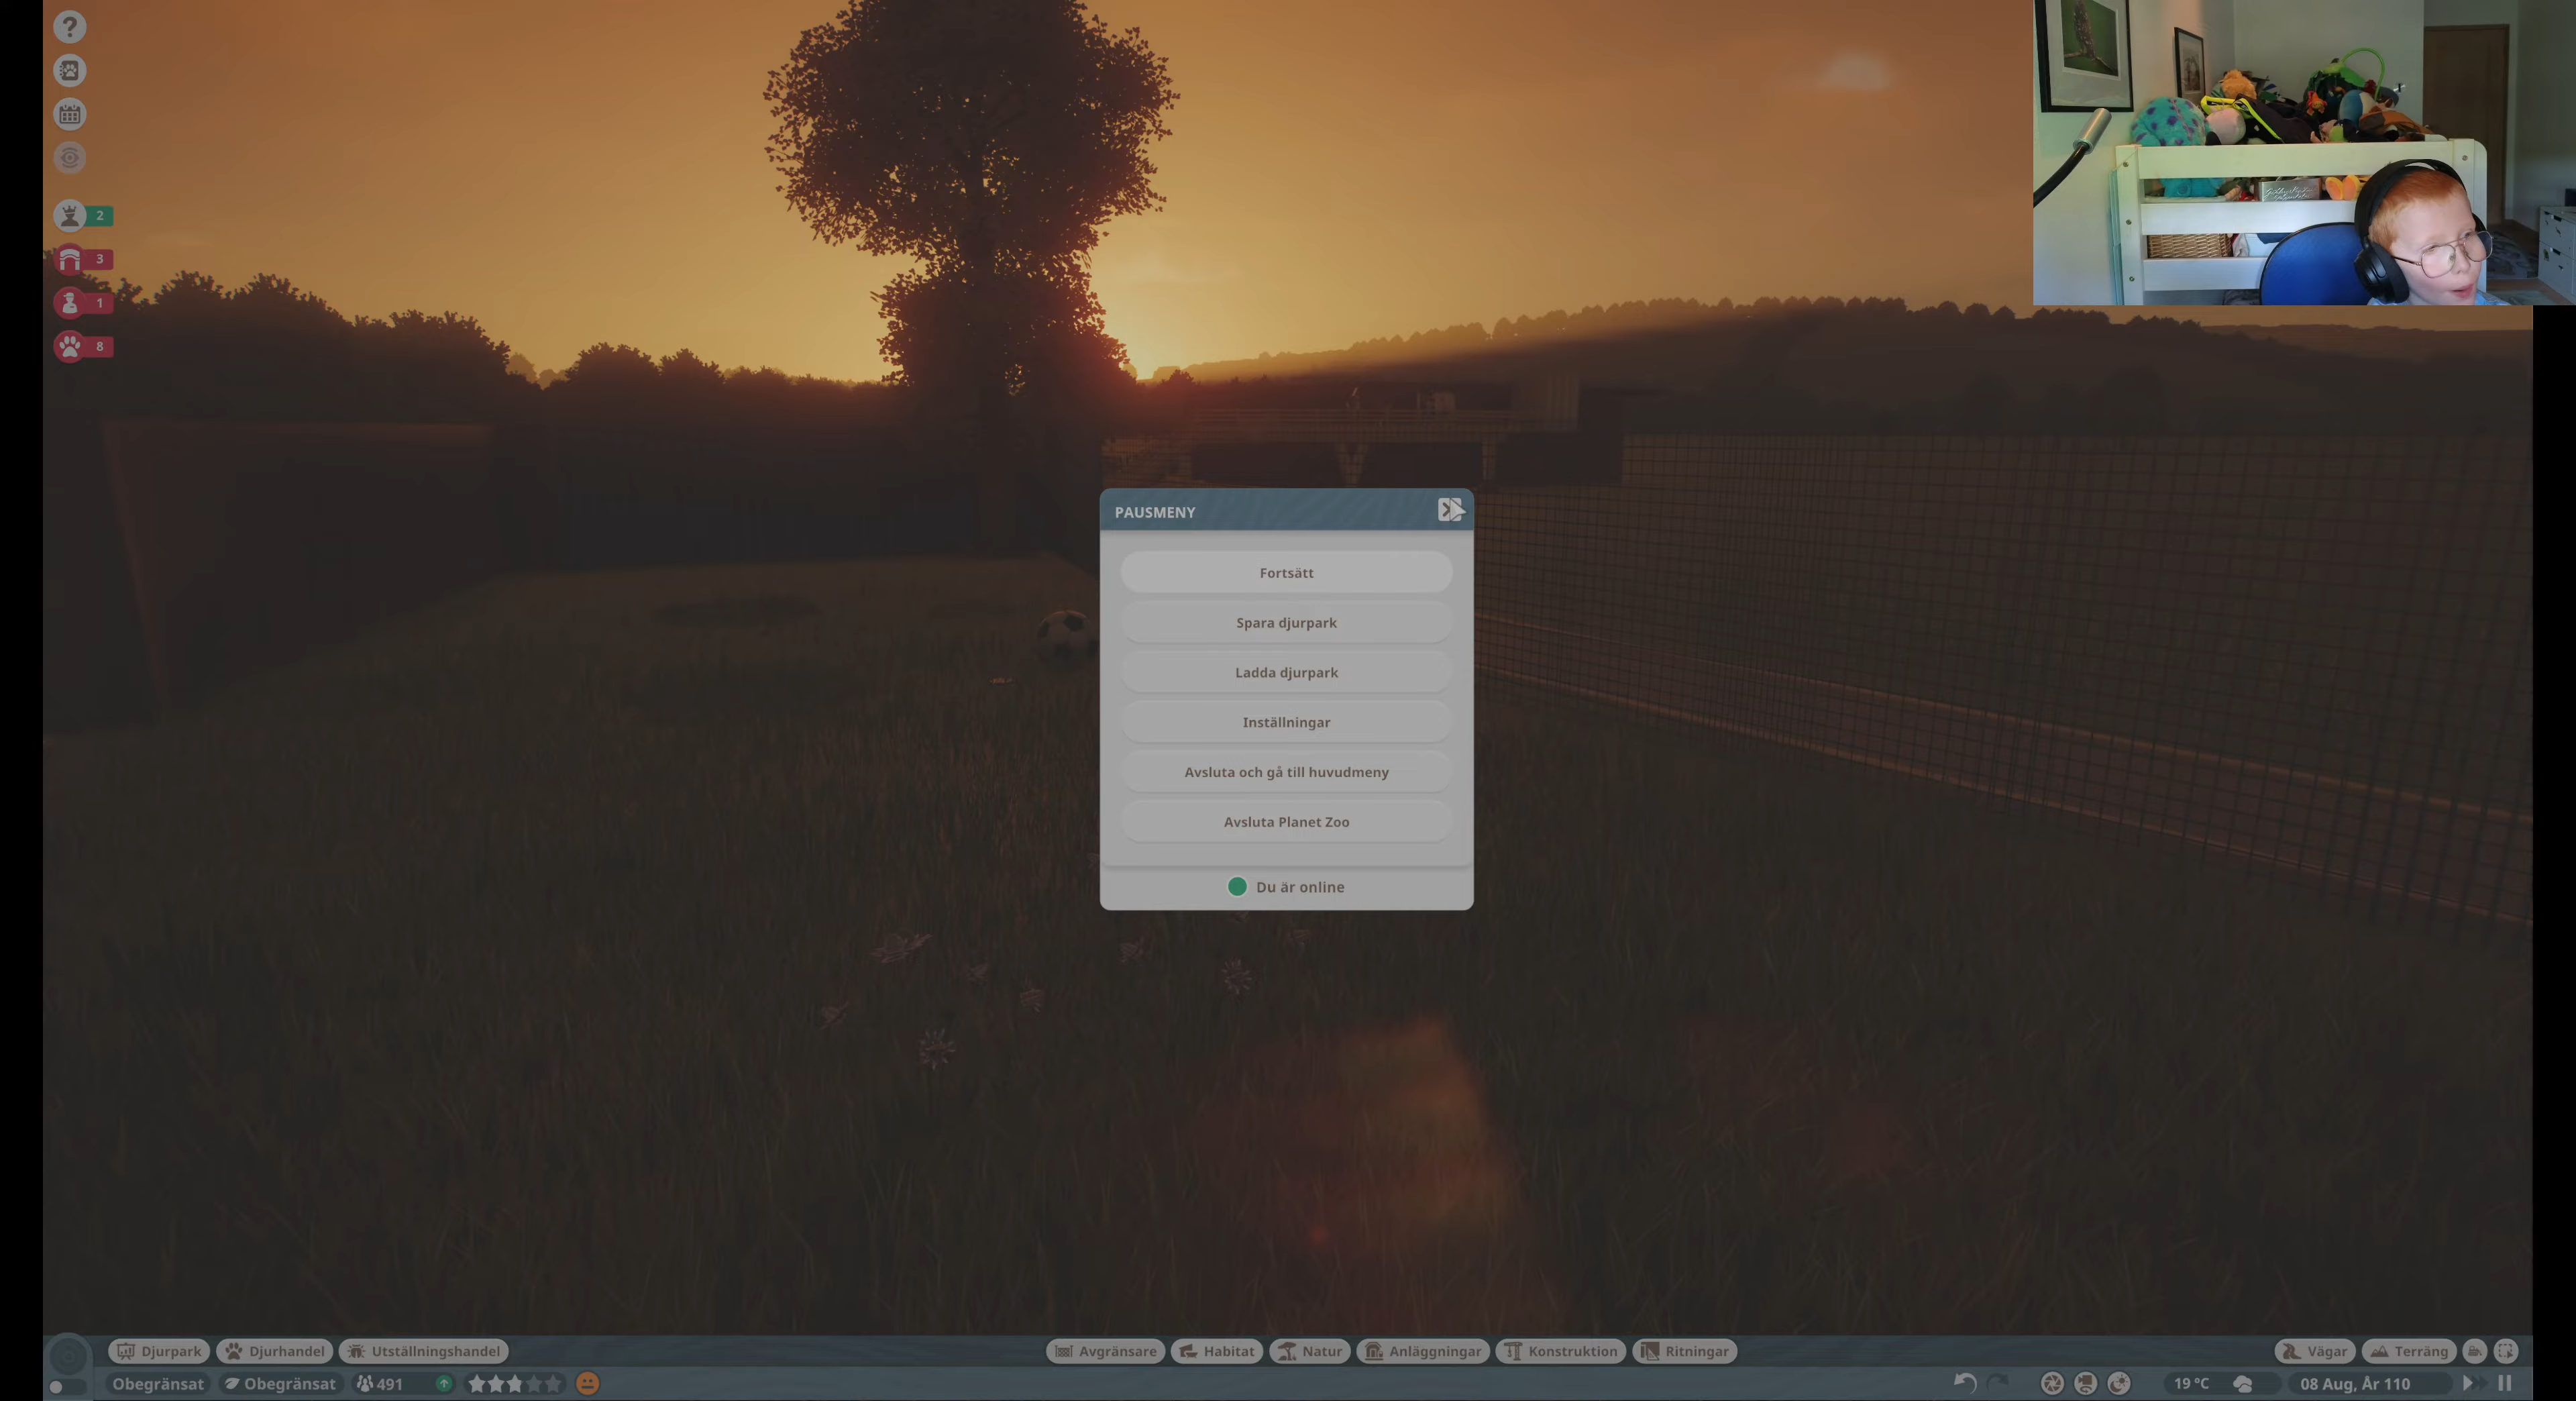 2
3
1
8
PAUSMENY
Fortsätt
Spara djurpark
Ladda djurpark
Inställningar
Avsluta och gå till huvudmeny
Avsluta Planet Zoo
Du är online
Djurpark Djurhandel Utställningshandel Avgränsare Habitat Natur Anläggningar Konstruktion Ritningar Vägar Terräng
Obegränsat Obegränsat 491 19 °C 08 Aug, År 110